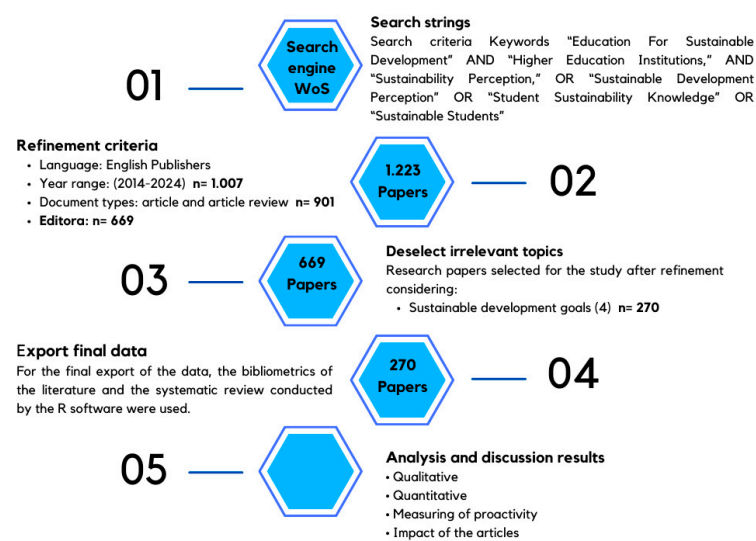 Search strings
Search criteria Keywords “Education For Sustainable
Development” AND “Higher Education Institutions,” AND
“Sustainability Perception,” OR “Sustainable Development
Perception” OR “Student Sustainability Knowledge” OR
“Sustainable Students”
01
Search
engine
WoS
Refinement criteria
• Language: English Publishers
• Year range: (2014-2024) n= 1.007
• Document types: article and article review n= 901
• Editora: n= 669
1.223
Papers
02
03
669
Papers
Deselect irrelevant topics
Research papers selected for the study after refinement
considering:
• Sustainable development goals (4) n= 270
Export final data
For the final export of the data, the bibliometrics of
the literature and the systematic review conducted
by the R software were used.
270
Papers
04
05
Analysis and discussion results
• Qualitative
• Quantitative
• Measuring of proactivity
• Impact of the articles